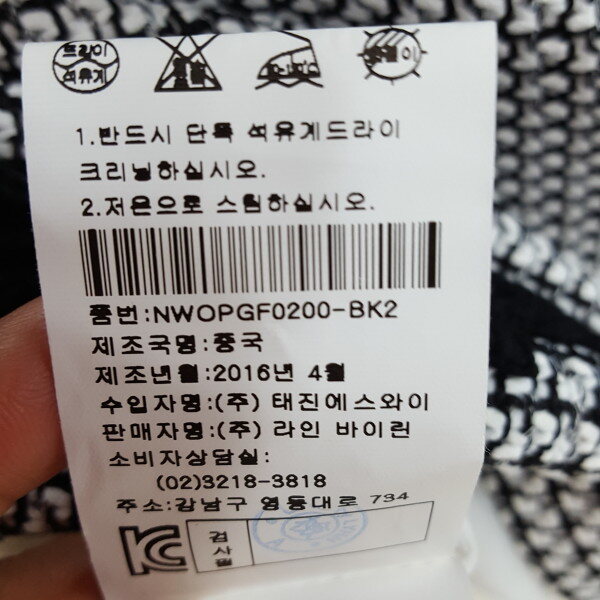 드라이
석유계
1.반드시 단독 석유계드라이
크리닝하십시오.
2.저온으로 스팀하십시오.
품번:NWOPGF0200-BK2
제조국명:중국
제조년월:2016년 4월
수입자명:(주) 태진에스와이
판매자명:(주) 라인 바이린
소비자상담실:
(02)3218-3818
주소:강남구 영동대로 734
KC
검사필